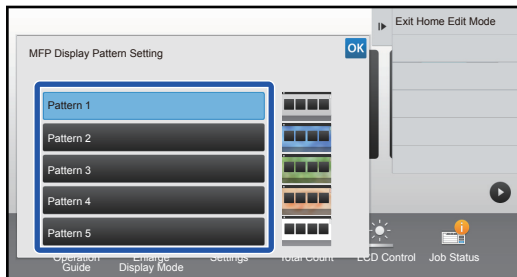 Exit Home Edit Mode
MFP Display Pattern Setting
OK
Pattern 1
Pattern 2
Pattern 3
Pattern 4
Pattern 5
Operation
Guide
Enlarge
Display Mode
Settings
Total Count
LCD Control
Job Status